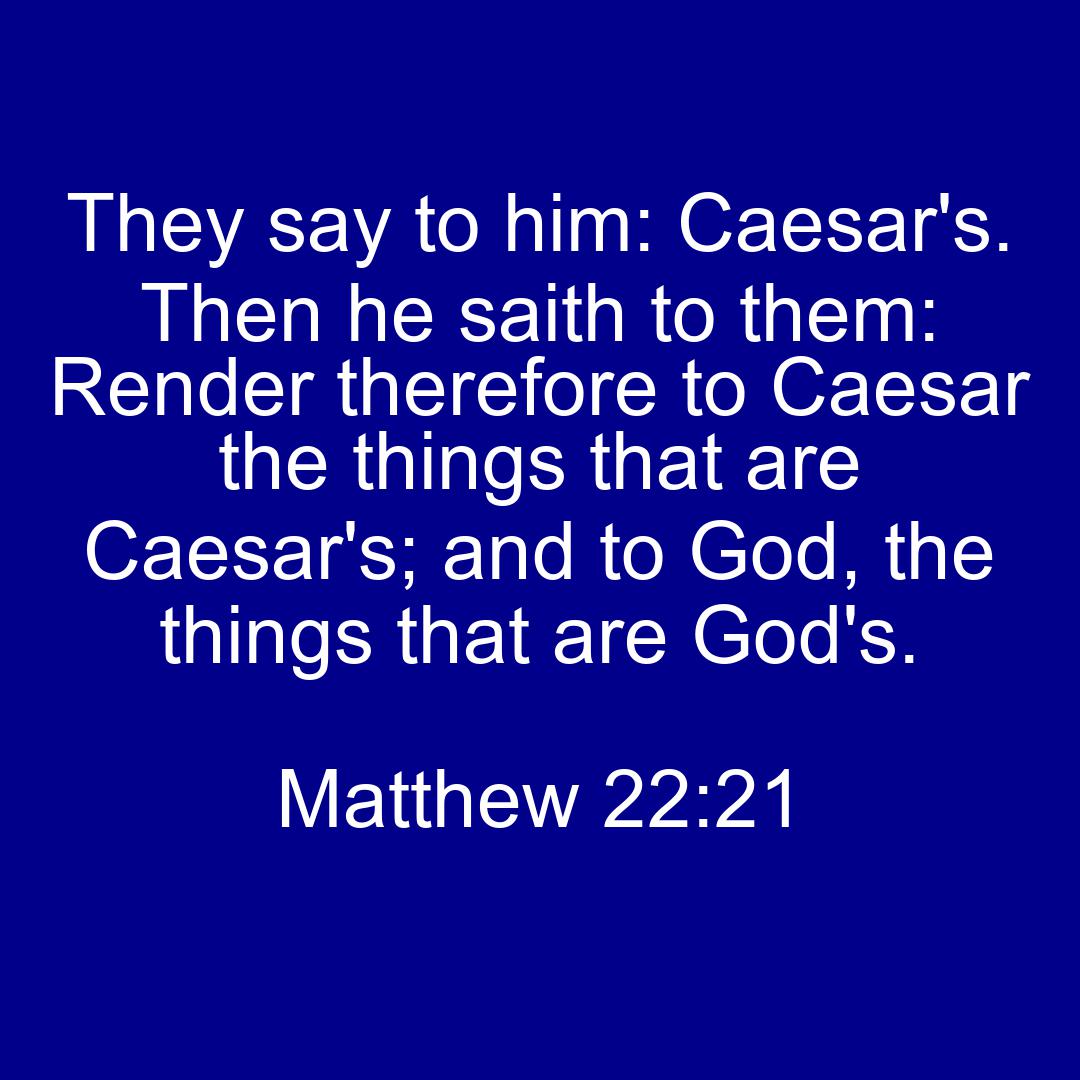 They say to him: Caesar's.
Then he saith to them:
Render therefore to Caesar
the things that are
Caesar's; and to God, the
things that are God's.
Matthew 22:21